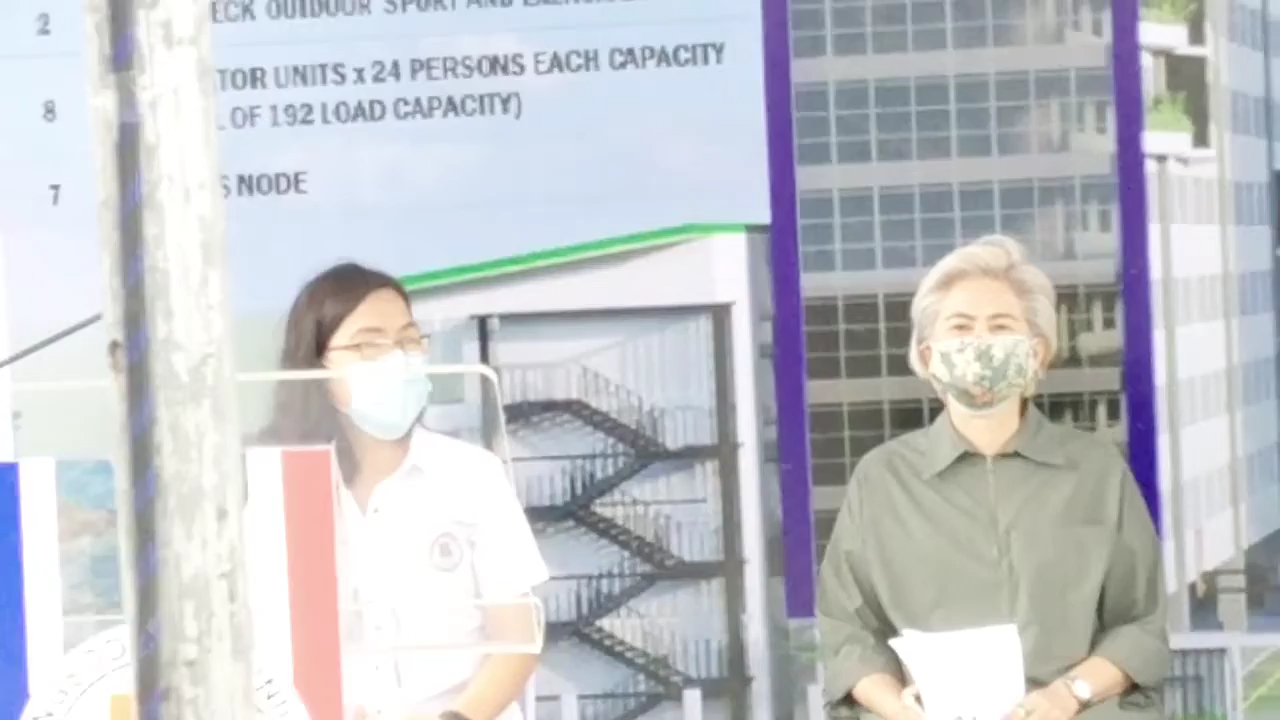 2 ECK OUTDOOR SPORT AND
8 TOR UNITS x 24 PERSONS EACH CAPACITY
OF 192 LOAD CAPACITY)
7 S NODE